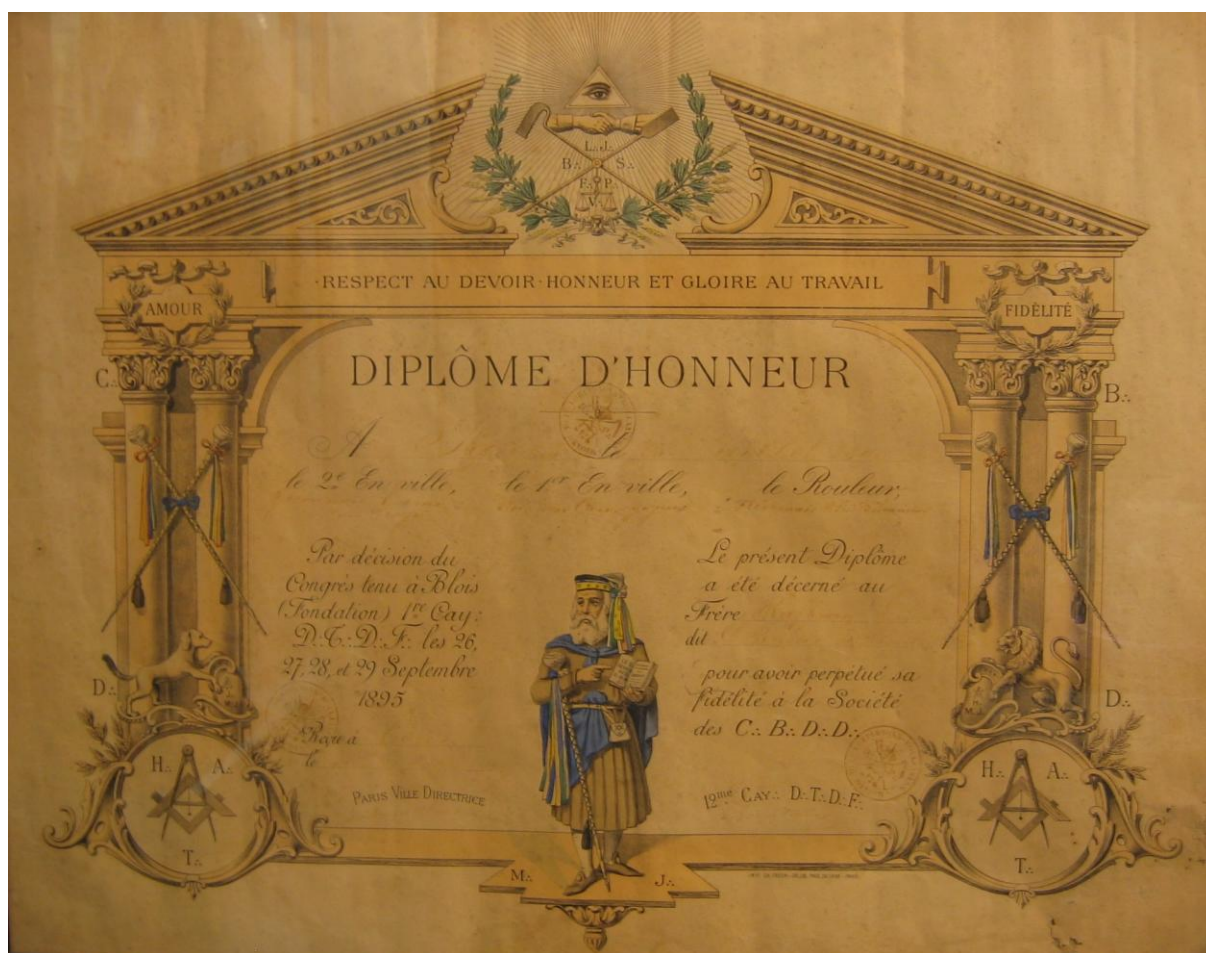 L∴ J∴
B∴ S∴
F∴ P∴
V∴
·RESPECT AU DEVOIR·HONNEUR ET GLOIRE AU TRAVAIL
AMOUR
FIDÉLITÉ
C∴
B∴
DIPLÔME D'HONNEUR
A
le 2e En ville, le 1er En ville, le Rouleur,
Par décision du
Congrès tenu à Blois
(Fondation) 1re Cay:
D∴T∴D∴F∴ les 26,
27, 28, et 29 Septembre
1895
Reçu à
le
PARIS VILLE DIRECTRICE
Le présent Diplôme
a été décerné au
Frère
dit
pour avoir perpétué sa
fidélité à la Société
des C∴ B∴ D∴D∴
12me CAY∴ D∴T∴D∴F∴
D∴
D∴
H∴ A∴
T∴
H∴ A∴
T∴
M∴ J∴